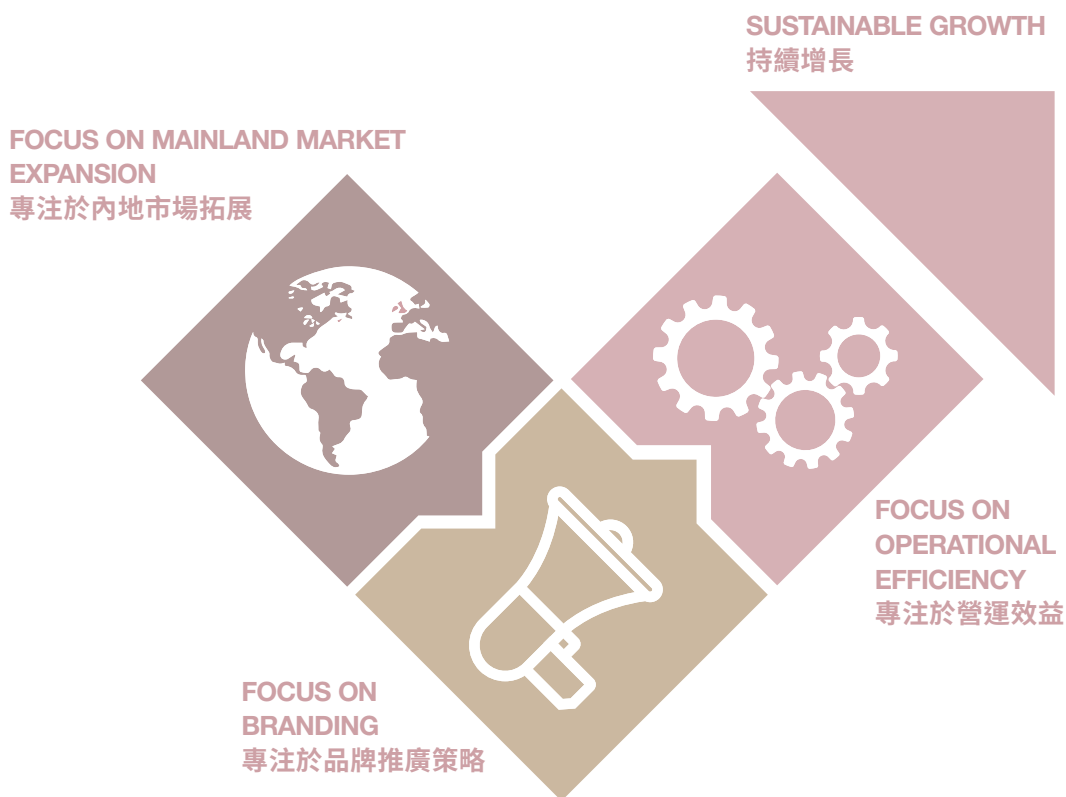 SUSTAINABLE GROWTH
持續增長
FOCUS ON MAINLAND MARKET
EXPANSION
專注於內地市場拓展
FOCUS ON
OPERATIONAL
EFFICIENCY
專注於營運效益
FOCUS ON
BRANDING
專注於品牌推廣策略